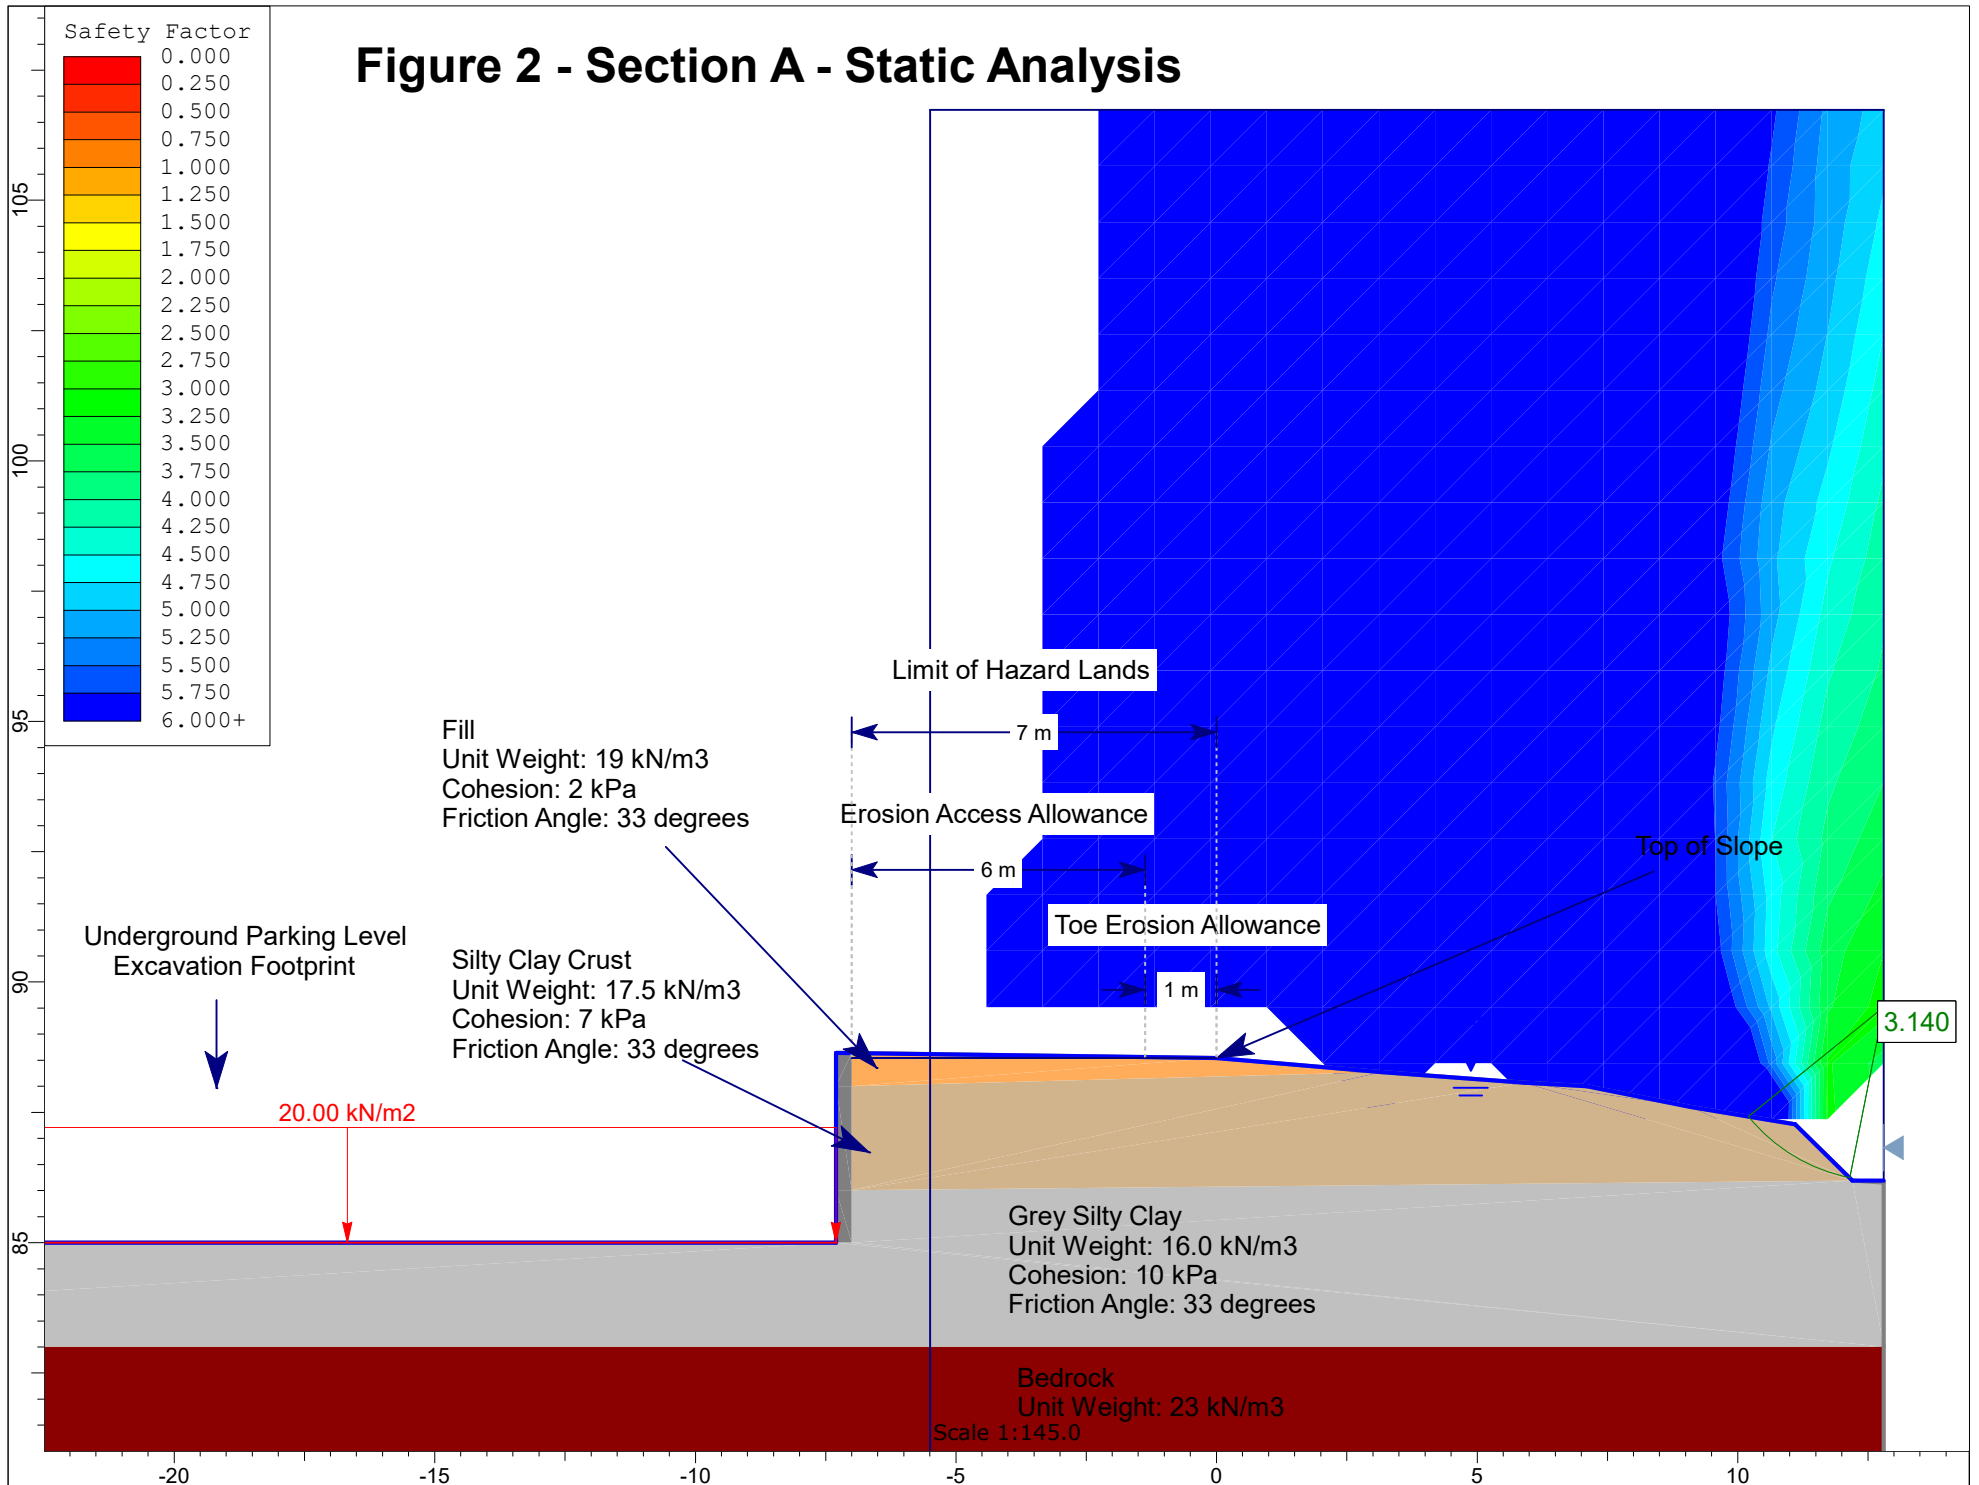 Figure 2 - Section A - Static Analysis
Safety Factor
0.000
0.250
0.500
0.750
1.000
1.250
1.500
1.750
2.000
2.250
2.500
2.750
3.000
3.250
3.500
3.750
4.000
4.250
4.500
4.750
5.000
5.250
5.500
5.750
6.000+
105
100
95
90
85
Limit of Hazard Lands
7 m
Fill
Unit Weight: 19 kN/m3
Cohesion: 2 kPa
Friction Angle: 33 degrees
Erosion Access Allowance
6 m
Top of Slope
Toe Erosion Allowance
1 m
Underground Parking Level
Excavation Footprint
Silty Clay Crust
Unit Weight: 17.5 kN/m3
Cohesion: 7 kPa
Friction Angle: 33 degrees
3.140
20.00 kN/m2
Grey Silty Clay
Unit Weight: 16.0 kN/m3
Cohesion: 10 kPa
Friction Angle: 33 degrees
Bedrock
Unit Weight: 23 kN/m3
Scale 1:145.0
-20
-15
-10
-5
0
5
10